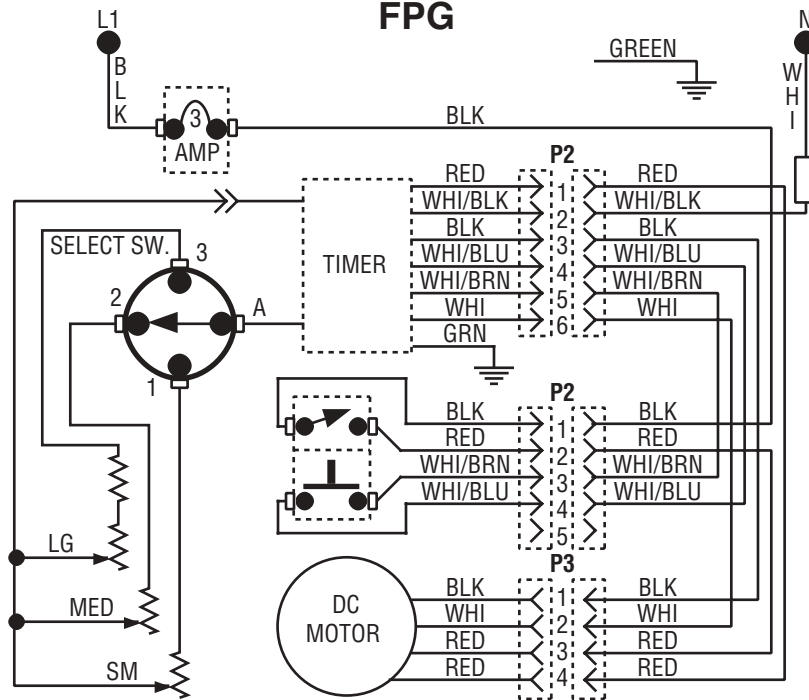 FPG
L1
N
BLK
3
AMP
BLK
GREEN
WHI
P2
RED 1 RED
WHI/BLK 2 WHI/BLK
BLK 3 BLK
WHI/BLU 4 WHI/BLU
WHI/BRN 5 WHI/BRN
WHI 6 WHI
GRN
TIMER
SELECT SW.
3
2
A
1
P2
BLK 1 BLK
RED 2 RED
WHI/BRN 3 WHI/BRN
WHI/BLU 4 WHI/BLU
5
LG
MED
SM
P3
DC
MOTOR
BLK 1 BLK
WHI 2 WHI
RED 3 RED
RED 4 RED